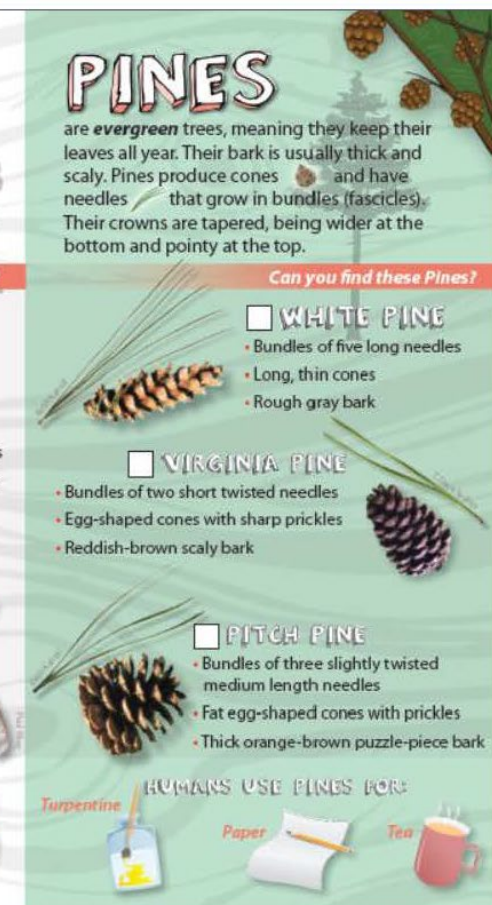 PINES
are evergreen trees, meaning they keep their
leaves all year. Their bark is usually thick and
scaly. Pines produce cones and have
needles that grow in bundles (fascicles).
Their crowns are tapered, being wider at the
bottom and pointy at the top.
Can you find these Pines?
WHITE PINE
• Bundles of five long needles
• Long, thin cones
• Rough gray bark
VIRGINIA PINE
• Bundles of two short twisted needles
• Egg-shaped cones with sharp prickles
• Reddish-brown scaly bark
PITCH PINE
• Bundles of three slightly twisted
medium length needles
• Fat egg-shaped cones with prickles
• Thick orange-brown puzzle-piece bark
HUMANS USE PINES FOR:
Turpentine
Paper
Tea